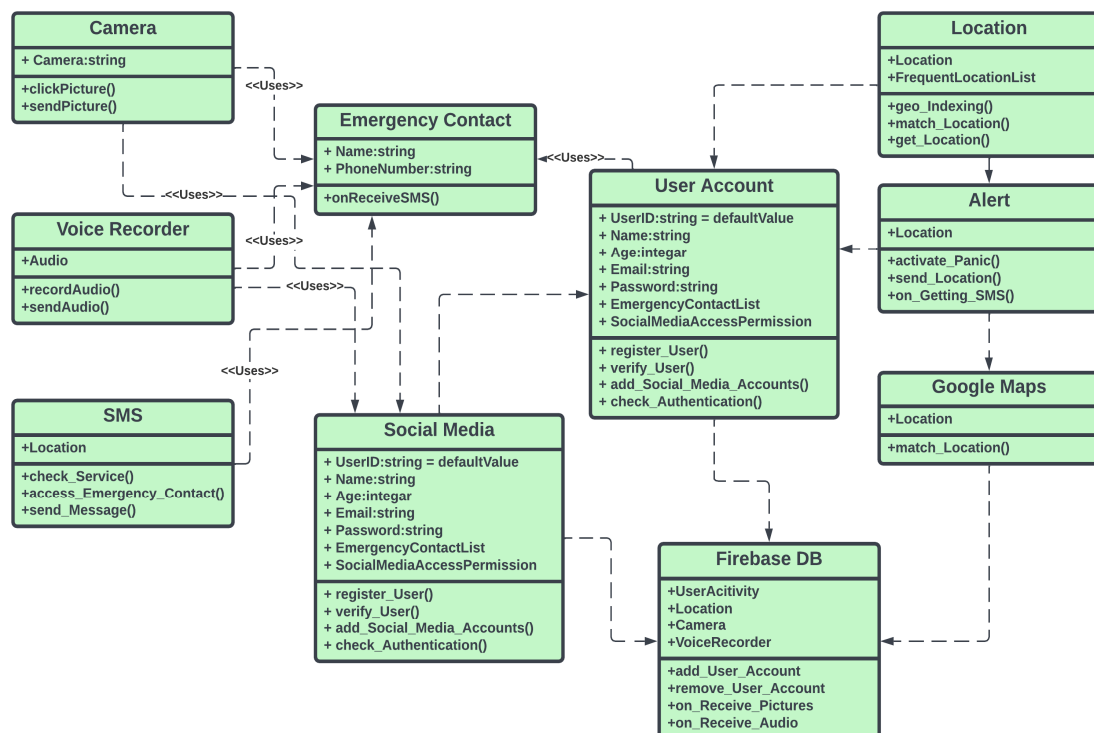 Camera
+ Camera:string
+clickPicture()
+sendPicture()
<<Uses>>
<<Uses>>
Voice Recorder
+Audio
+recordAudio()
+sendAudio()
<<Uses>>
<<Uses>>
SMS
+Location
+check_Service()
+access_Emergency_Contact()
+send_Message()
<<Uses>>
Emergency Contact
+ Name:string
+ PhoneNumber:string
+onReceiveSMS()
<<Uses>>
Social Media
+ UserID:string = defaultValue
+ Name:string
+ Age:integar
+ Email:string
+ Password:string
+ EmergencyContactList
+ SocialMediaAccessPermission
+ register_User()
+ verify_User()
+ add_Social_Media_Accounts()
+ check_Authentication()
User Account
+ UserID:string = defaultValue
+ Name:string
+ Age:integar
+ Email:string
+ Password:string
+ EmergencyContactList
+ SocialMediaAccessPermission
+ register_User()
+ verify_User()
+ add_Social_Media_Accounts()
+ check_Authentication()
Location
+Location
+FrequentLocationList
+geo_Indexing()
+match_Location()
+get_Location()
Alert
+Location
+activate_Panic()
+send_Location()
+on_Getting_SMS()
Google Maps
+Location
+match_Location()
Firebase DB
+UserAcitivity
+Location
+Camera
+VoiceRecorder
+add_User_Account
+remove_User_Account
+on_Receive_Pictures
+on_Receive_Audio